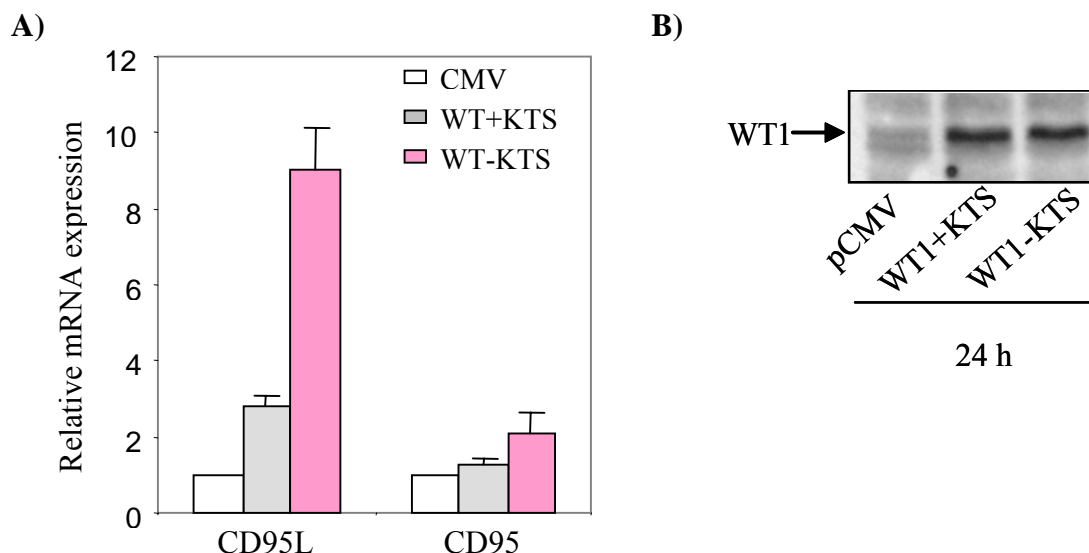 A)
12
10
8
6
4
2
0
Relative mRNA expression
CMV
WT+KTS
WT-KTS
CD95L
CD95
B)
WT1
pCMV
WT1+KTS
WT1-KTS
24 h